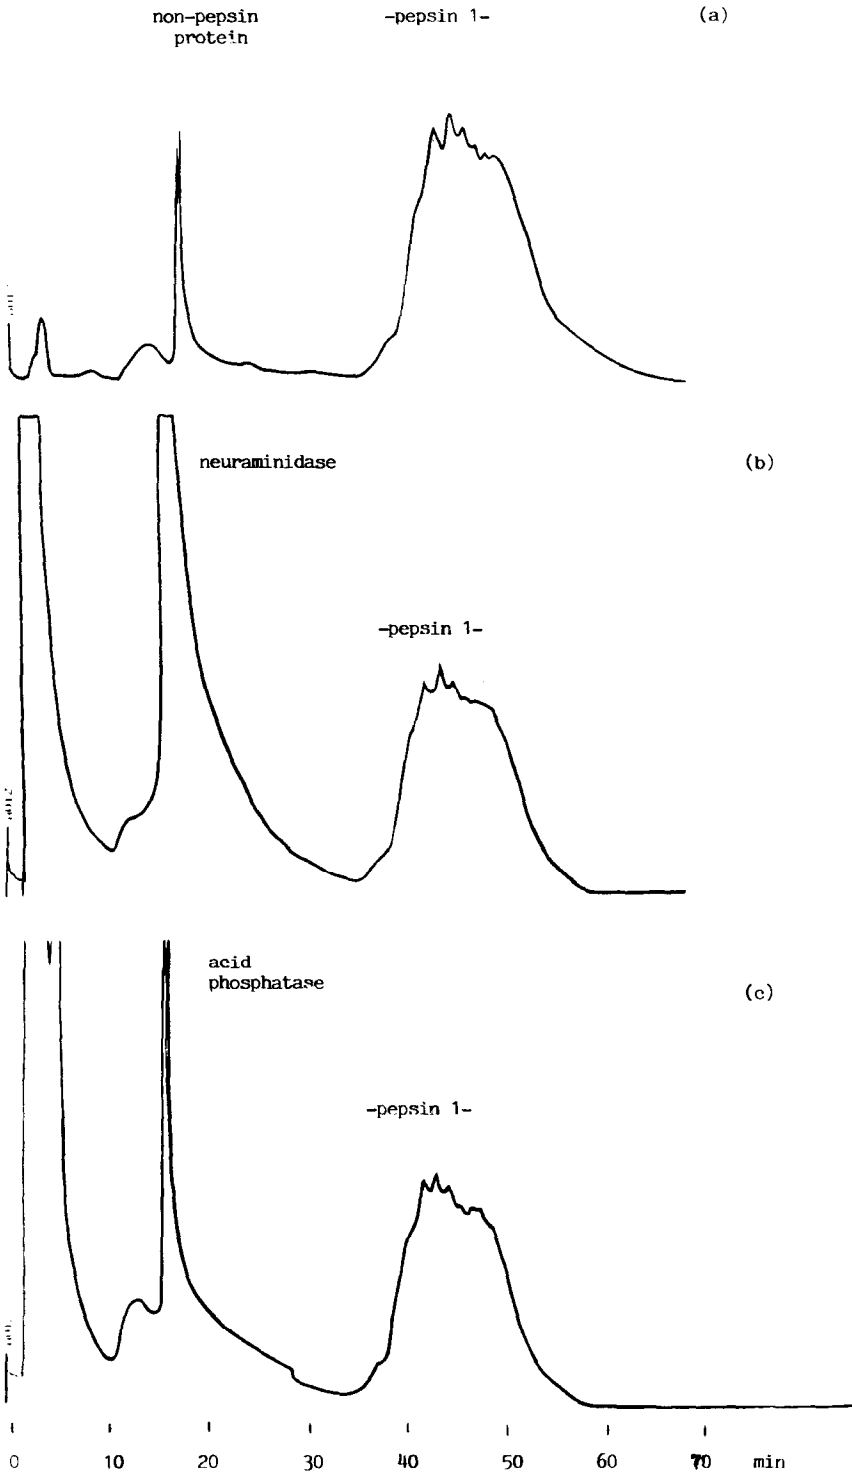 non-pepsin
protein
-pepsin 1-
(a)
neuraminidase
(b)
-pepsin 1-
acid
phosphatase
(c)
-pepsin 1-
0 10 20 30 40 50 60 70 min